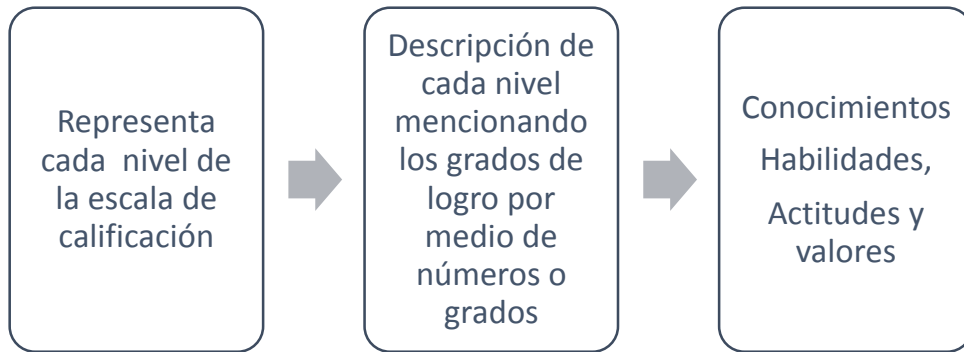 Representa
cada nivel de
la escala de
calificación
Descripción de
cada nivel
mencionando
los grados de
logro por
medio de
números o
grados
Conocimientos
Habilidades,
Actitudes y
valores